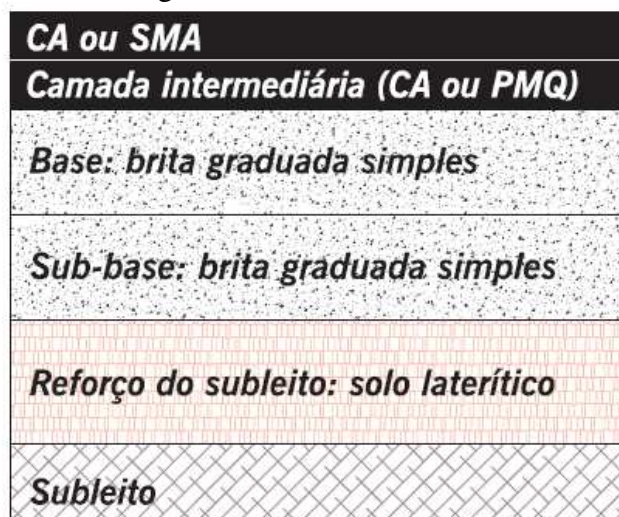 CA ou SMA
Camada intermediária (CA ou PMQ)
Base: brita graduada simples
Sub-base: brita graduada simples
Reforço do subleito: solo laterítico
Subleito